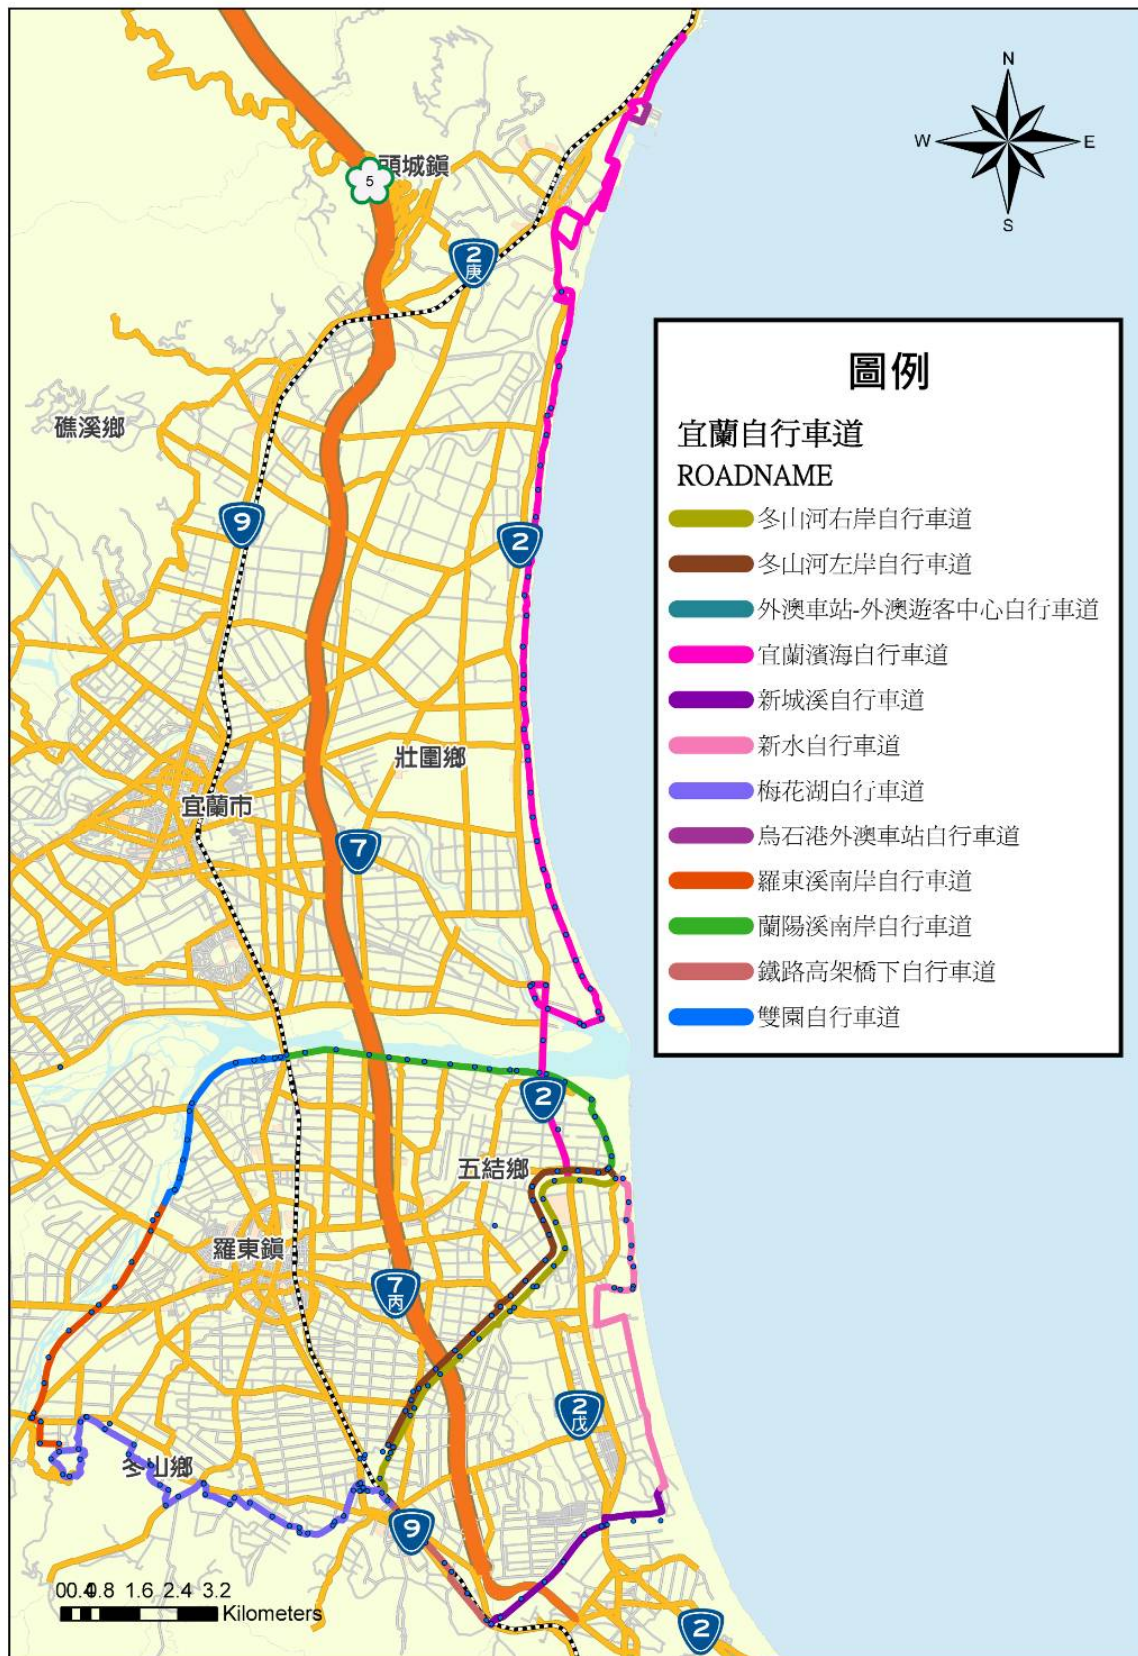 N
W
E
S
頭城鎮
5
2
庚
礁溪鄉
圖例
宜蘭自行車道
ROADNAME
冬山河右岸自行車道
冬山河左岸自行車道
外澳車站-外澳遊客中心自行車道
宜蘭濱海自行車道
新城溪自行車道
新水自行車道
梅花湖自行車道
烏石港外澳車站自行車道
羅東溪南岸自行車道
蘭陽溪南岸自行車道
鐵路高架橋下自行車道
雙園自行車道
9
2
壯圍鄉
宜蘭市
7
2
五結鄉
羅東鎮
7
丙
2
戊
冬山鄉
9
00.40.8 1.6 2.4 3.2
Kilometers
2